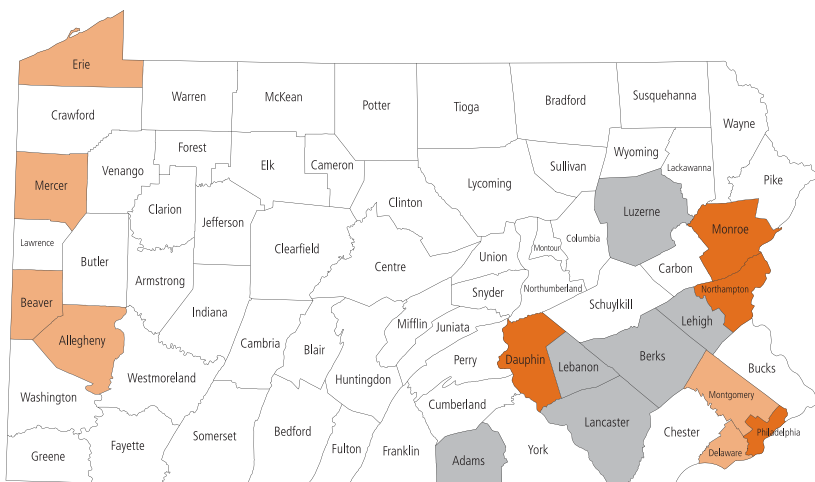 Erie
Warren
McKean
Potter
Tioga
Bradford
Susquehanna
Crawford
Wayne
Forest
Elk
Cameron
Sullivan
Wyoming
Lackawanna
Venango
Mercer
Lycoming
Pike
Clinton
Clarion
Luzerne
Jefferson
Monroe
Lawrence
Butler
Clearfield
Centre
Union
Montour
Columbia
Carbon
Armstrong
Northumberland
Northampton
Beaver
Snyder
Schuylkill
Indiana
Mifflin
Juniata
Lehigh
Allegheny
Cambria
Blair
Perry
Dauphin
Lebanon
Berks
Bucks
Huntingdon
Westmoreland
Washington
Montgomery
Cumberland
Lancaster
Chester
Philadelphia
Greene
Fayette
Somerset
Bedford
Fulton
Franklin
Adams
York
Delaware